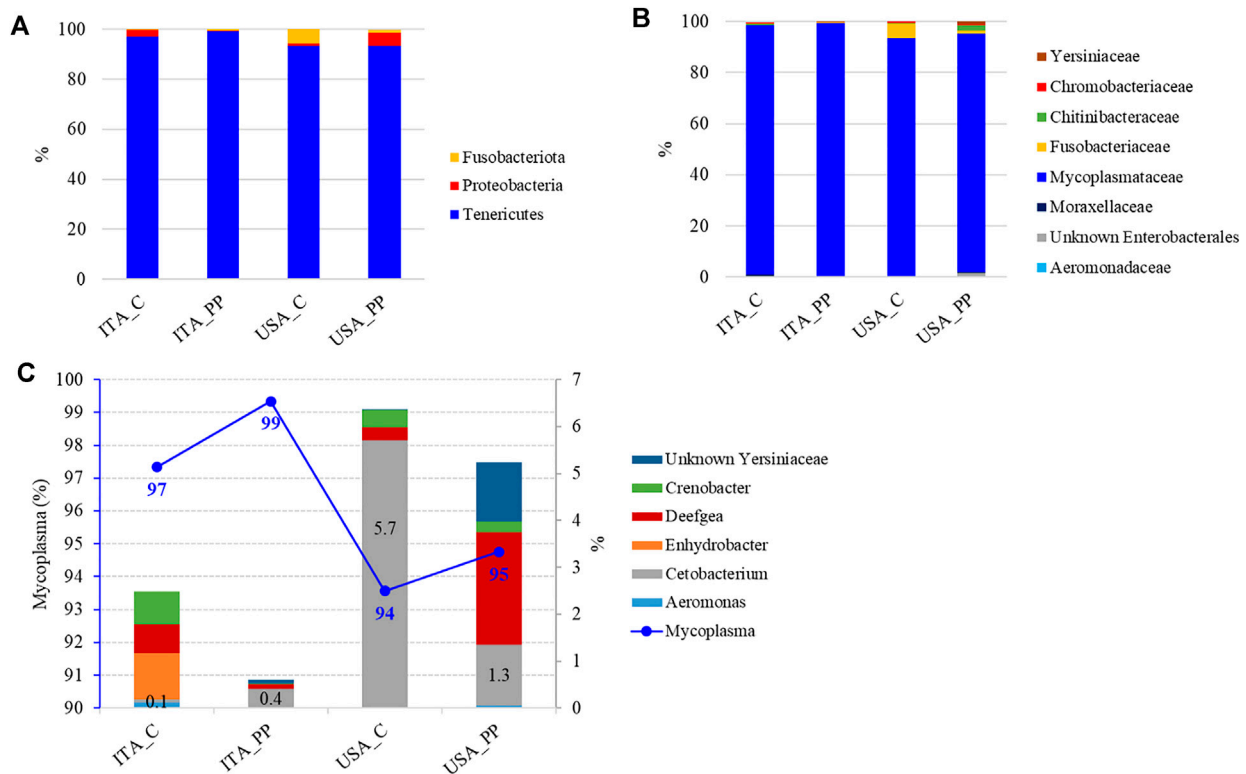 A
100
80
60
40
20
0
%
ITA_C
ITA_PP
USA_C
USA_PP
Fusobacteriota
Proteobacteria
Tenericutes
B
100
80
60
40
20
0
%
ITA_C
ITA_PP
USA_C
USA_PP
Yersiniaceae
Chromobacteriaceae
Chitinibacteraceae
Fusobacteriaceae
Mycoplasmataceae
Moraxellaceae
Unknown Enterobacterales
Aeromonadaceae
C
100
99
98
97
96
95
94
93
92
91
90
Mycoplasma (%)
97
99
94
95
0.1
0.4
5.7
1.3
7
6
5
4
3
2
1
0
%
ITA_C
ITA_PP
USA_C
USA_PP
Unknown Yersiniaceae
Crenobacter
Deefgea
Enhydrobacter
Cetobacterium
Aeromonas
Mycoplasma